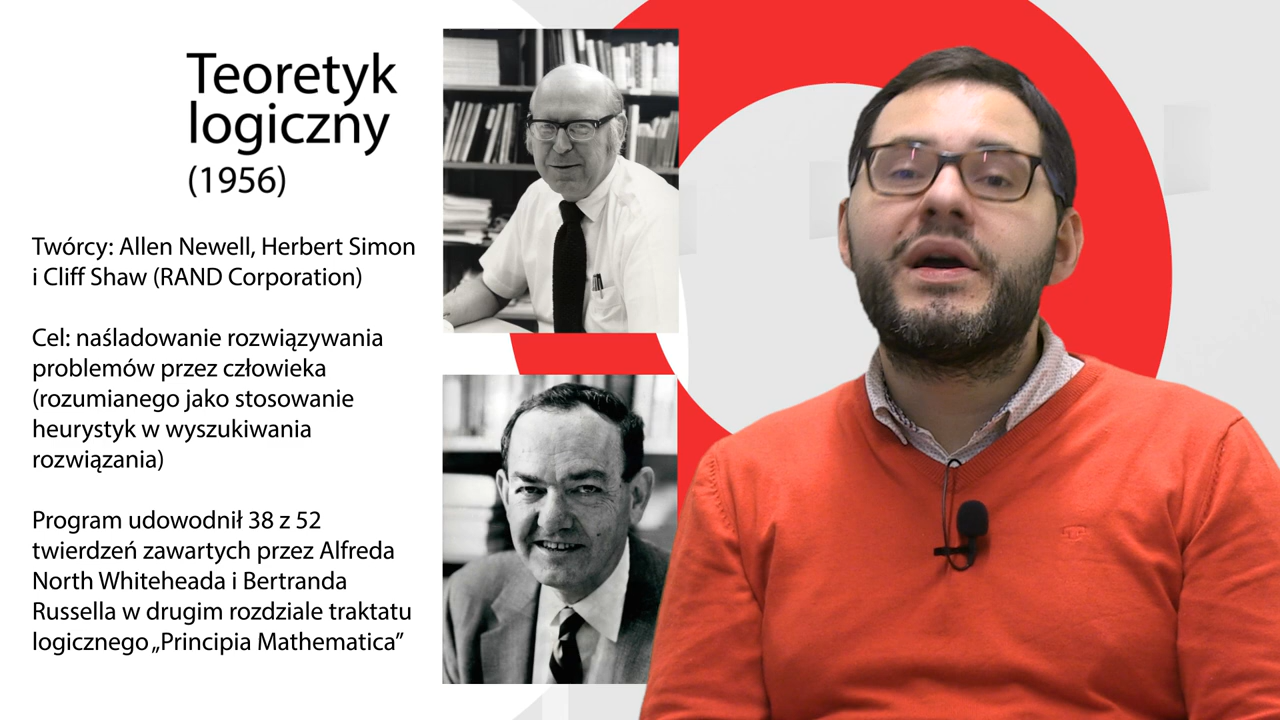 Teoretyk
logiczny
(1956)
Twórcy: Allen Newell, Herbert Simon
i Cliff Shaw (RAND Corporation)
Cel: naśladowanie rozwiązywania
problemów przez człowieka
(rozumianego jako stosowanie
heurystyk w wyszukiwania
rozwiązania)
Program udowodnił 38 z 52
twierdzeń zawartych przez Alfreda
North Whiteheada i Bertranda
Russella w drugim rozdziale traktatu
logicznego „Principia Mathematica”